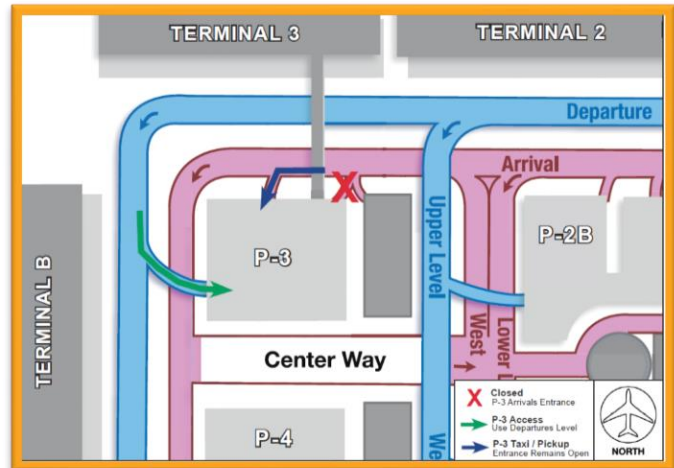 TERMINAL 3
TERMINAL 2
Departure
Arrival
Upper Level
P-2B
P-3
TERMINAL B
West
Lower L
Center Way
P-4
We
X Closed
P-3 Arrivals Entrance
P-3 Access
Use Departures Level
P-3 Taxi / Pickup
Entrance Remains Open
NORTH